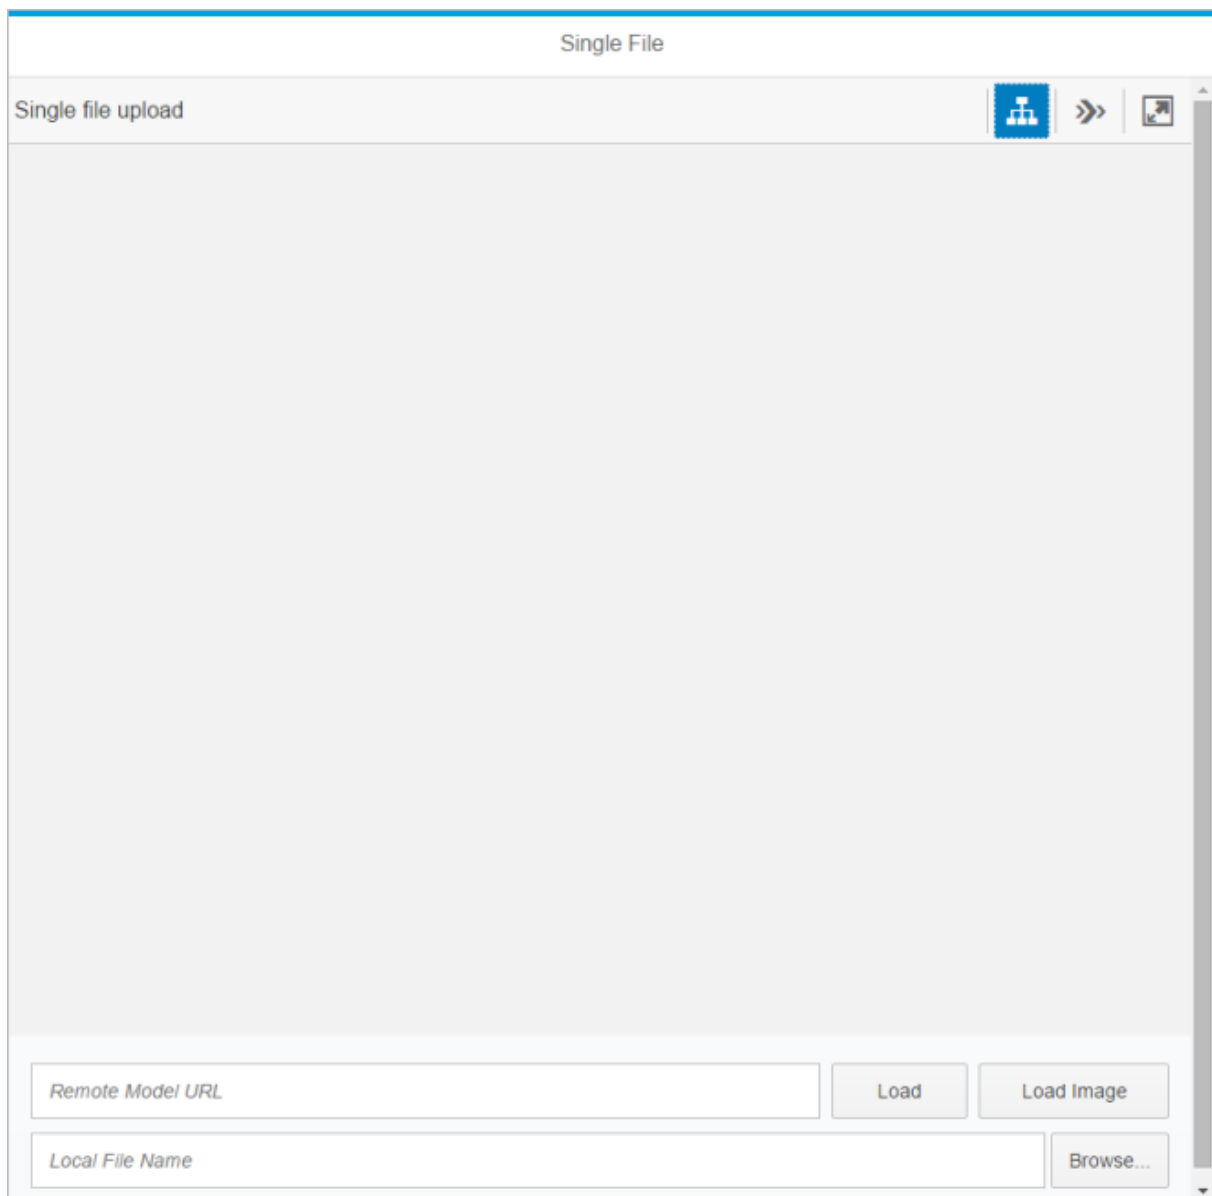 Single File
Single file upload
Remote Model URL
Load
Load Image
Local File Name
Browse...